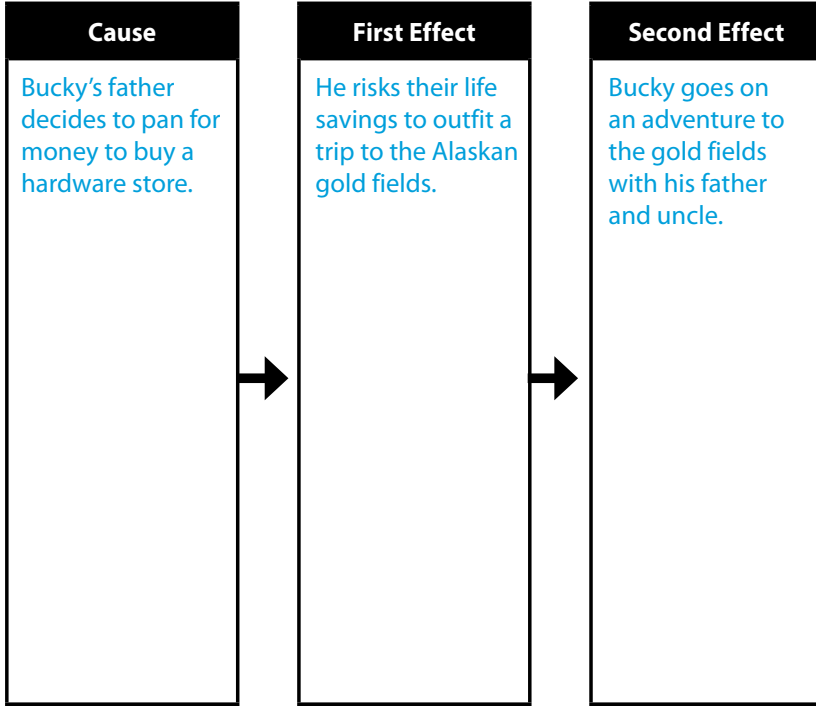 Cause
Bucky’s father
decides to pan for
money to buy a
hardware store.
First Effect
He risks their life
savings to outfit a
trip to the Alaskan
gold fields.
Second Effect
Bucky goes on
an adventure to
the gold fields
with his father
and uncle.